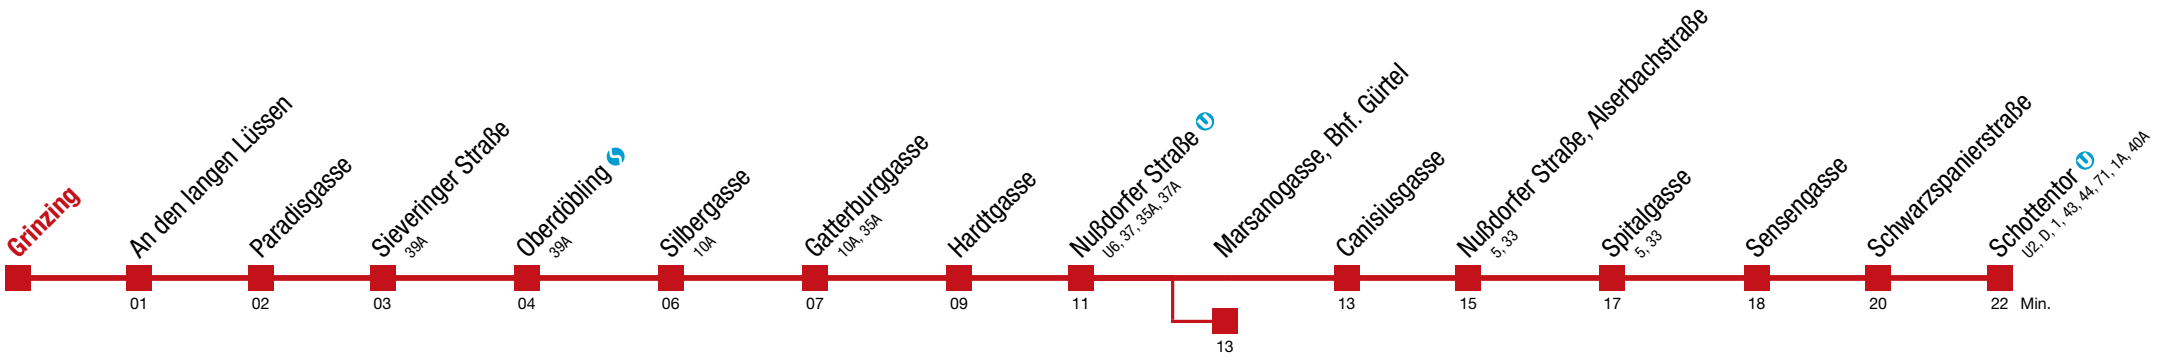 Grinzing
An den langen Lüssen
Paradisgasse
Sieveringer Straße
39A
Oberdöbling
39A
Silbergasse
10A
Gatterburggasse
10A, 35A
Hardtgasse
Nußdorfer Straße
U6, 37, 35A, 37A
Marsanogasse, Bhf. Gürtel
Canisiusgasse
Nußdorfer Straße, Alserbachstraße
5, 33
Spitalgasse
5, 33
Sensengasse
Schwarzspanierstraße
Schottentor
U2, D, 1, 43, 44, 71, 1A, 40A
01 02 03 04 06 07 09 11 13 15 17 18 20 22 Min.
13